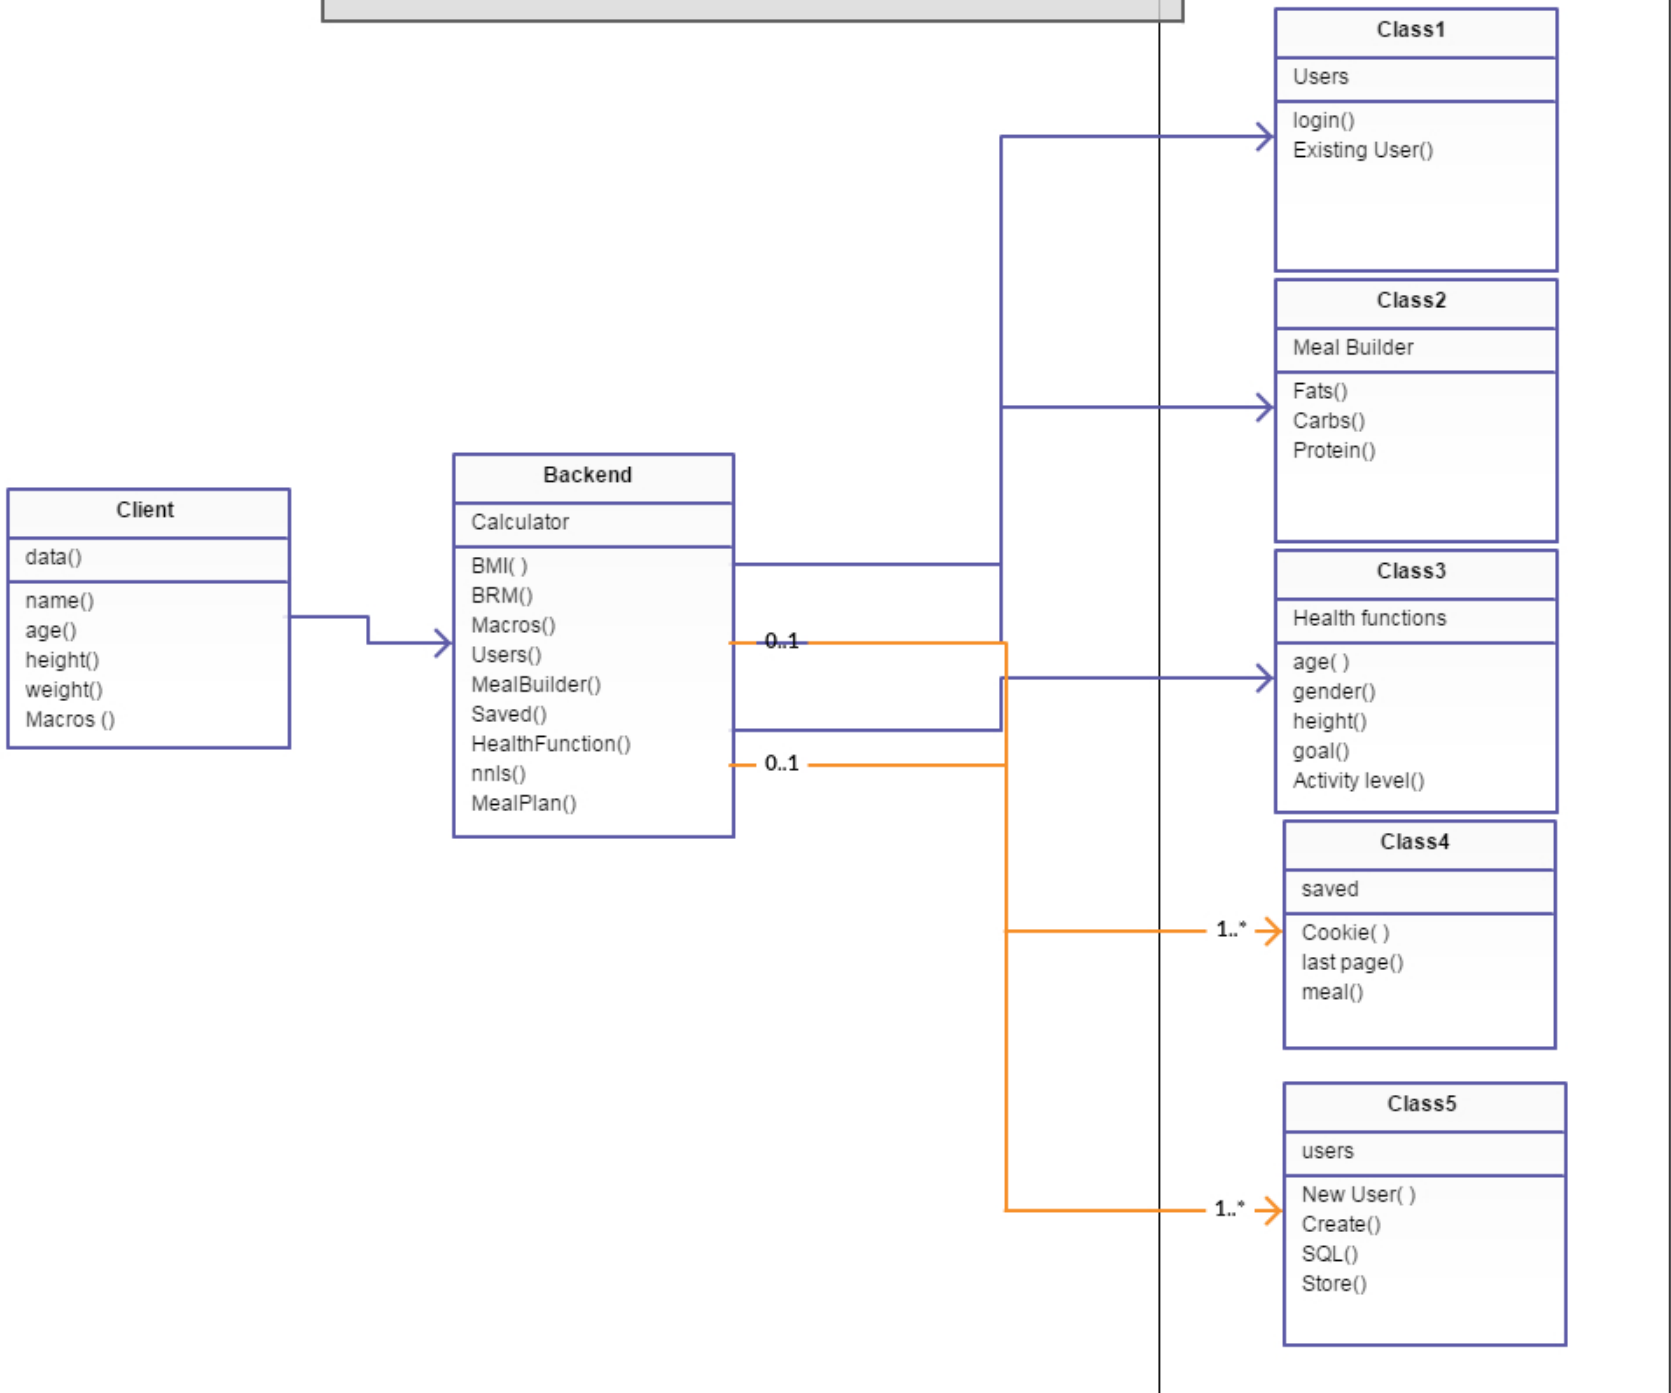 Class1
Users
login()
Existing User()
Class2
Meal Builder
Fats()
Carbs()
Protein()
Client
data()
name()
age()
height()
weight()
Macros ()
Backend
Calculator
BMI( )
BRM()
Macros()
Users()
MealBuilder()
Saved()
HealthFunction()
nnls()
MealPlan()
0..1
0..1
Class3
Health functions
age( )
gender()
height()
goal()
Activity level()
Class4
saved
Cookie( )
last page()
meal()
1..*
Class5
users
New User( )
Create()
SQL()
Store()
1..*